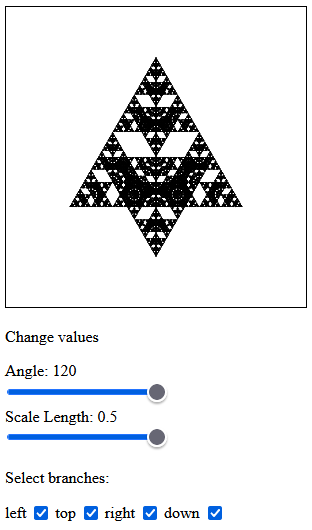 Change values
Angle: 120
Scale Length: 0.5
Select branches:
left top right down